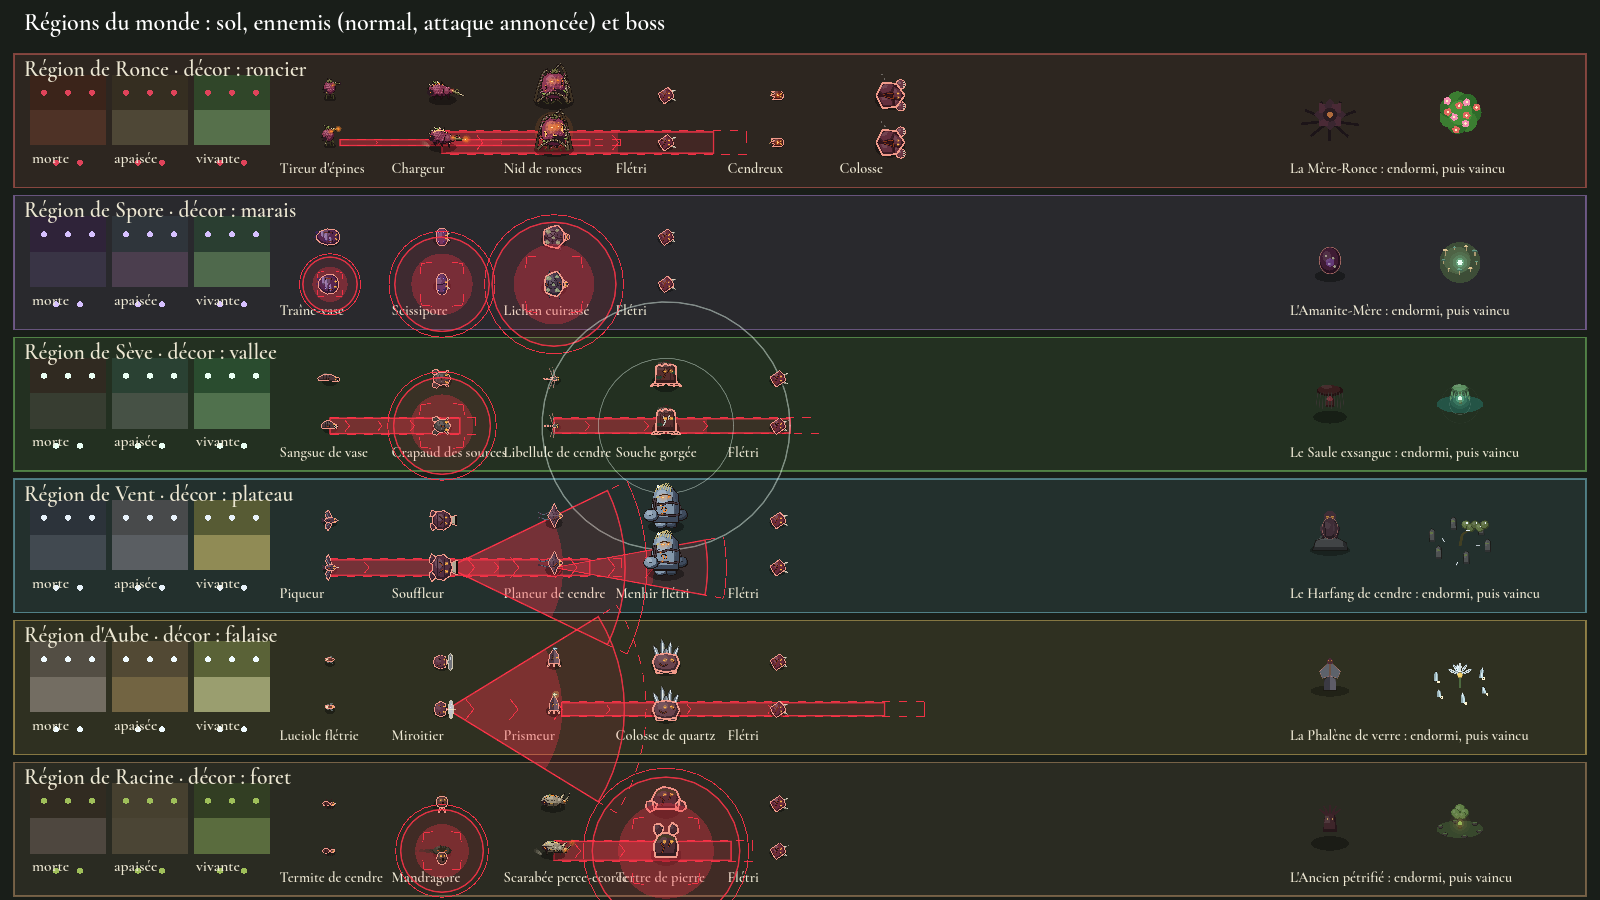 Régions du monde : sol, ennemis (normal, attaque annoncée) et boss
Région de Ronce · décor : roncier
morte apaisée vivante
Tireur d'épines Chargeur Nid de ronces Flétri Cendreux Colosse
La Mère-Ronce : endormi, puis vaincu
Région de Spore · décor : marais
morte apaisée vivante
Traîne-vase Scissipore Lichen cuirassé Flétri
L'Amanite-Mère : endormi, puis vaincu
Région de Sève · décor : vallee
morte apaisée vivante
Sangsue de vase Crapaud des sources Libellule de cendre Souche gorgée Flétri
Le Saule exsangue : endormi, puis vaincu
Région de Vent · décor : plateau
morte apaisée vivante
Piqueur Souffleur Planeur de cendre Menhir flétri Flétri
Le Harfang de cendre : endormi, puis vaincu
Région d'Aube · décor : falaise
morte apaisée vivante
Luciole flétrie Miroitier Prismeur Colosse de quartz Flétri
La Phalène de verre : endormi, puis vaincu
Région de Racine · décor : foret
morte apaisée vivante
Termite de cendre Mandragore Scarabée perce-écorce Tertre de pierre Flétri
L'Ancien pétrifié : endormi, puis vaincu